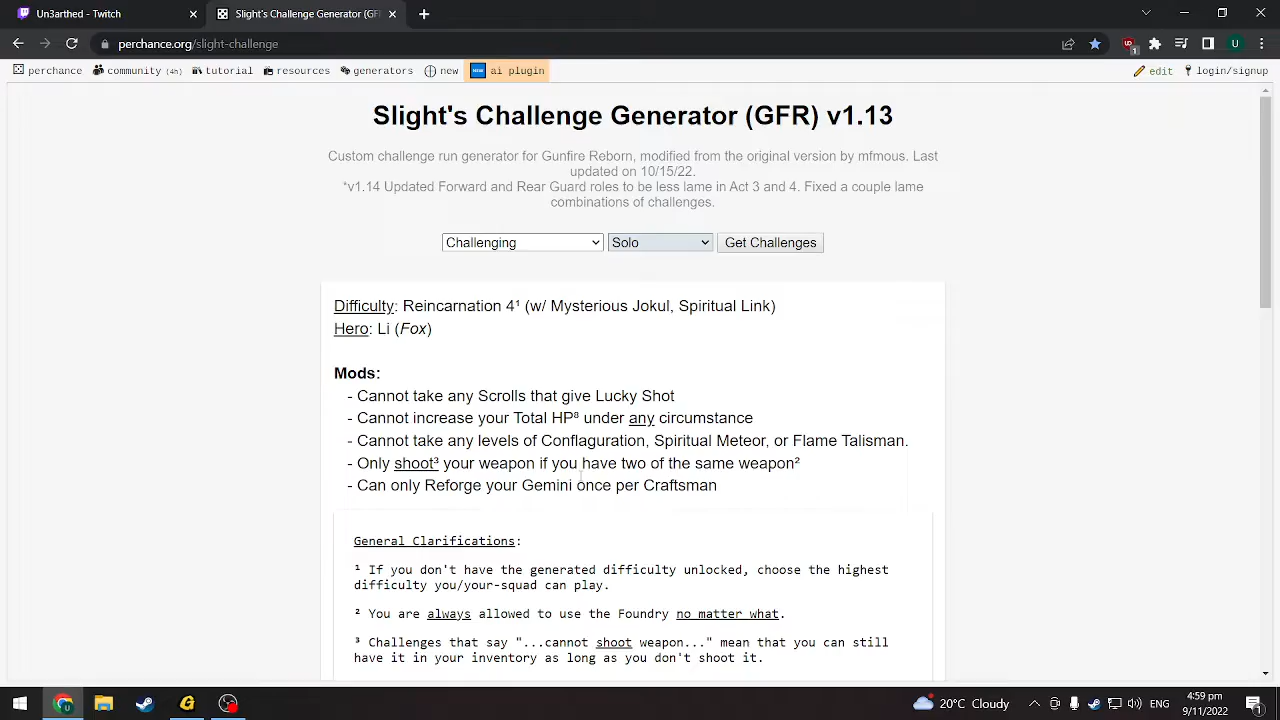 Un3arthed - Twitch
Slight's Challenge Generator (GF
perchance.org/slight-challenge
1
U
perchance
community (4h)
tutorial
resources
generators
new
ai plugin
edit
login/signup
Slight's Challenge Generator (GFR) v1.13
Custom challenge run generator for Gunfire Reborn, modified from the original version by mfmous. Last
updated on 10/15/22.
*v1.14 Updated Forward and Rear Guard roles to be less lame in Act 3 and 4. Fixed a couple lame
combinations of challenges.
Challenging
Solo
Get Challenges
Difficulty: Reincarnation 4¹ (w/ Mysterious Jokul, Spiritual Link)
Hero: Li (Fox)
Mods:
- Cannot take any Scrolls that give Lucky Shot
- Cannot increase your Total HP⁸ under any circumstance
- Cannot take any levels of Conflaguration, Spiritual Meteor, or Flame Talisman.
- Only shoot³ your weapon if you have two of the same weapon²
- Can only Reforge your Gemini once per Craftsman
General Clarifications:
¹ If you don't have the generated difficulty unlocked, choose the highest
difficulty you/your-squad can play.
² You are always allowed to use the Foundry no matter what.
³ Challenges that say "...cannot shoot weapon..." mean that you can still
have it in your inventory as long as you don't shoot it.
20°C Cloudy
ENG
4:59 pm
9/11/2022